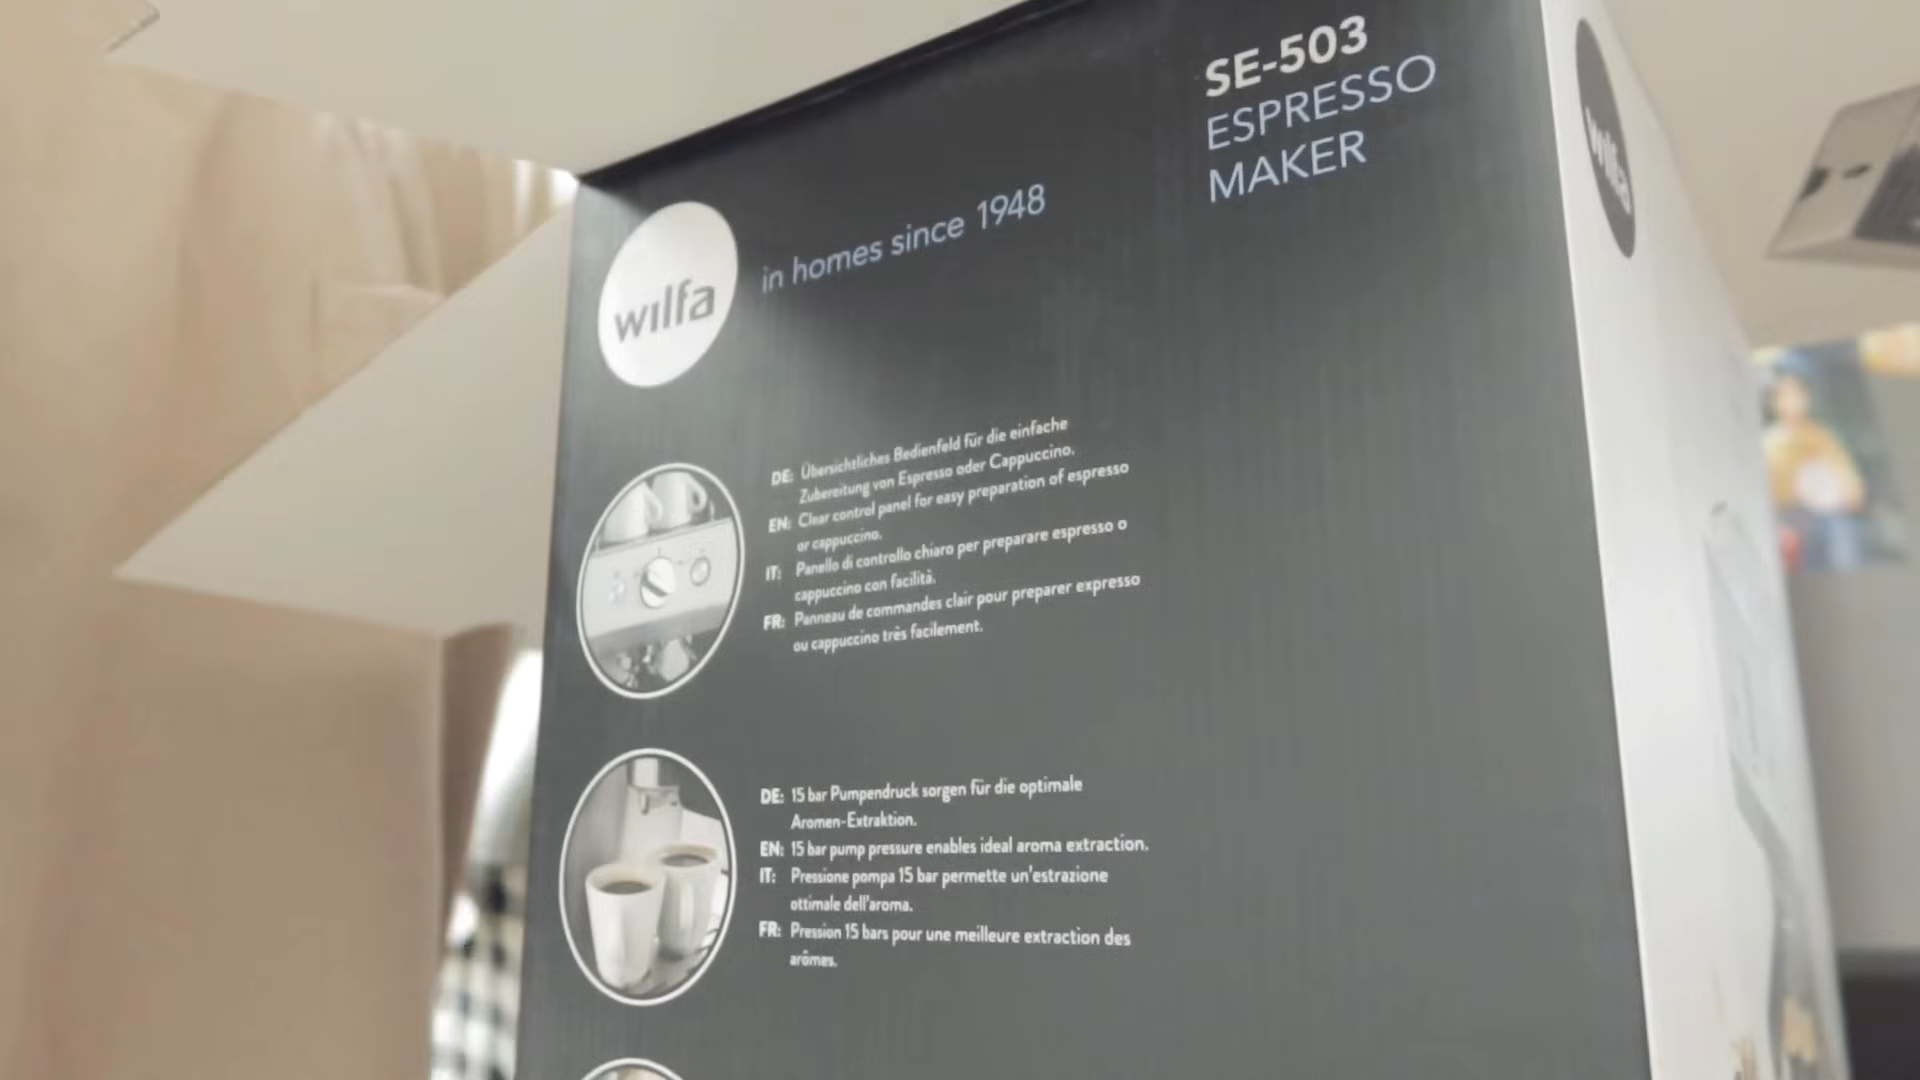 SE-503
ESPRESSO
MAKER
wilfa
in homes since 1948
wilfa
DE: Übersichtliches Bedienfeld für die einfache
Zubereitung von Espresso oder Cappuccino.
EN: Clear control panel for easy preparation of espresso
or cappuccino.
IT: Panello di controllo chiaro per preparare espresso o
cappuccino con facilità.
FR: Panneau de commandes clair pour preparer expresso
ou cappuccino très facilement.
DE: 15 bar Pumpendruck sorgen für die optimale
Aromen-Extraktion.
EN: 15 bar pump pressure enables ideal aroma extraction.
IT: Pressione pompa 15 bar permette un'estrazione
ottimale dell'aroma.
FR: Pression 15 bars pour une meilleure extraction des
arômes.